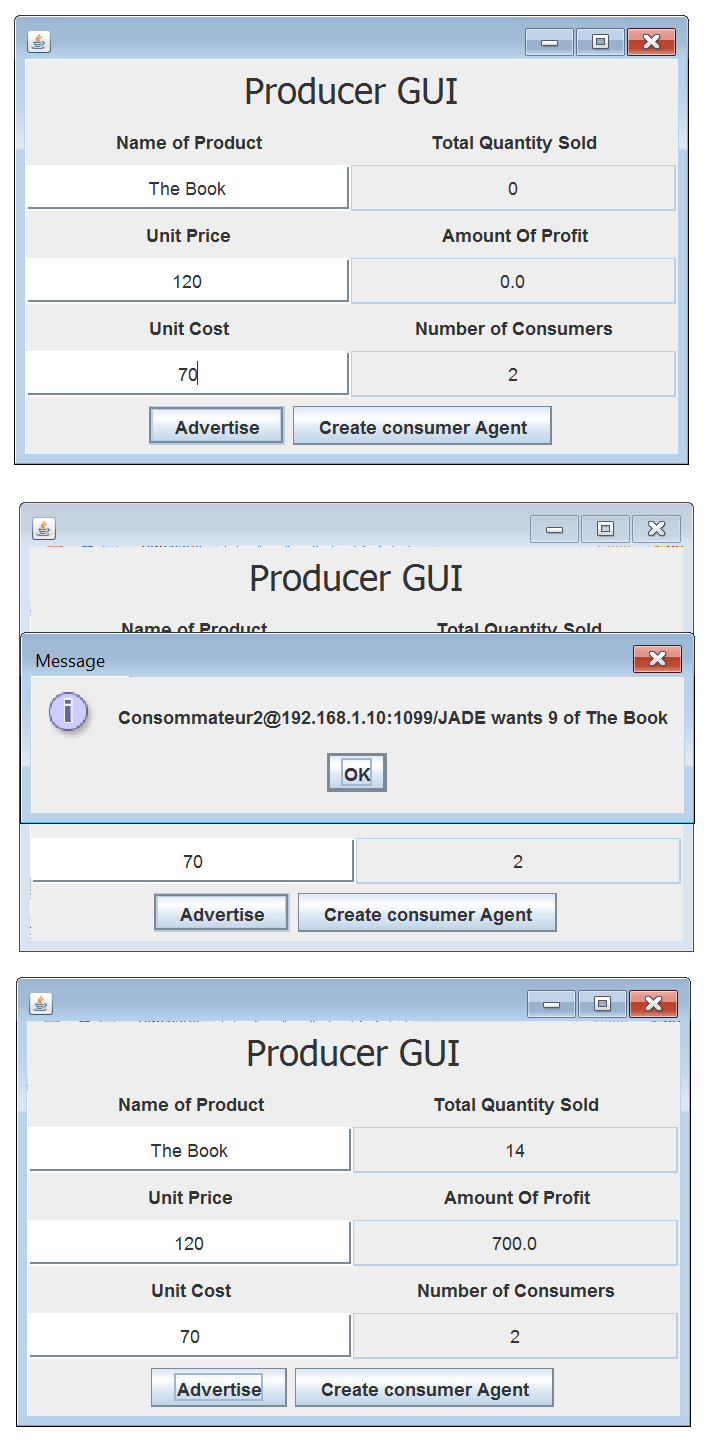 Producer GUI
Name of Product Total Quantity Sold
The Book 0
Unit Price Amount Of Profit
120 0.0
Unit Cost Number of Consumers
70 2
Advertise Create consumer Agent
Producer GUI
Name of Product Total Quantity Sold
Message
Consommateur2@192.168.1.10:1099/JADE wants 9 of The Book
OK
70 2
Advertise Create consumer Agent
Producer GUI
Name of Product Total Quantity Sold
The Book 14
Unit Price Amount Of Profit
120 700.0
Unit Cost Number of Consumers
70 2
Advertise Create consumer Agent